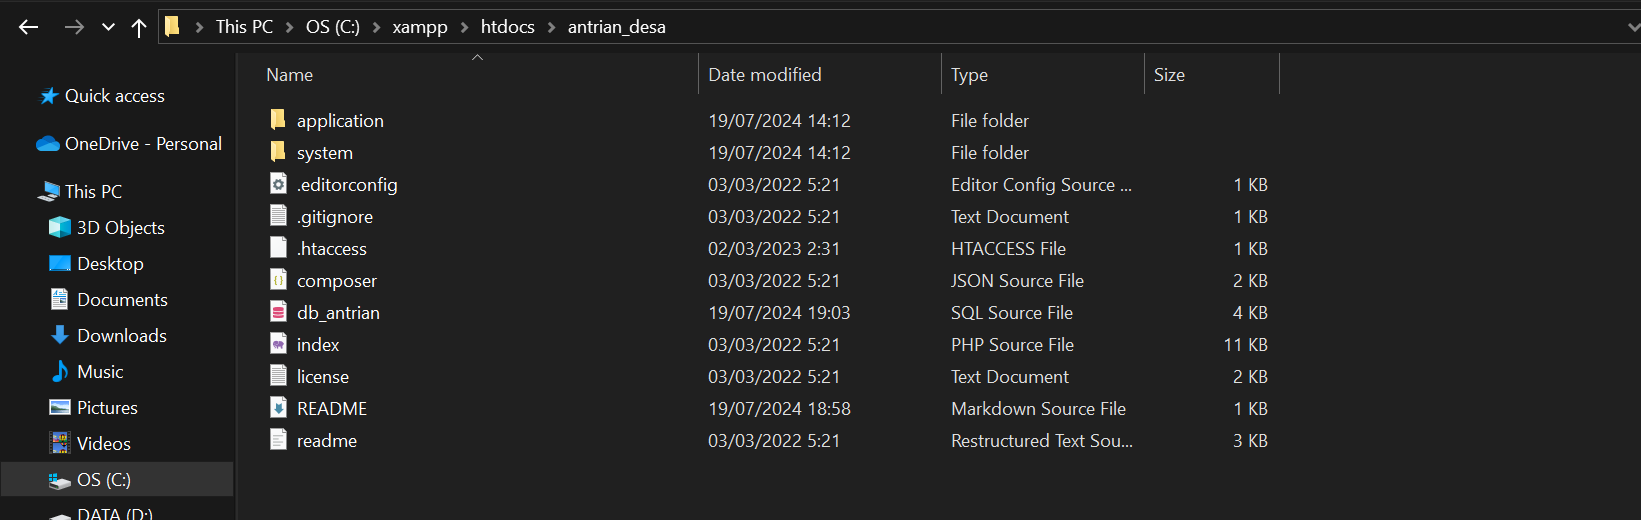 This PC > OS (C:) > xampp > htdocs > antrian_desa
Name Date modified Type Size
Quick access
OneDrive - Personal
This PC
3D Objects
Desktop
Documents
Downloads
Music
Pictures
Videos
OS (C:)
DATA (D:)
application 19/07/2024 14:12 File folder
system 19/07/2024 14:12 File folder
.editorconfig 03/03/2022 5:21 Editor Config Source ... 1 KB
.gitignore 03/03/2022 5:21 Text Document 1 KB
.htaccess 02/03/2023 2:31 HTACCESS File 1 KB
composer 03/03/2022 5:21 JSON Source File 2 KB
db_antrian 19/07/2024 19:03 SQL Source File 4 KB
index 03/03/2022 5:21 PHP Source File 11 KB
license 03/03/2022 5:21 Text Document 2 KB
README 19/07/2024 18:58 Markdown Source File 1 KB
readme 03/03/2022 5:21 Restructured Text Sou... 3 KB